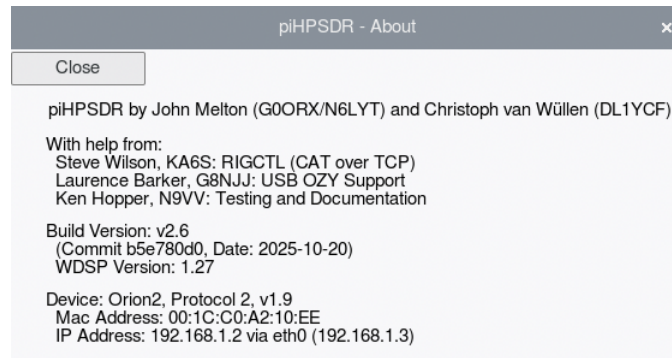 piHPSDR - About
×
Close
piHPSDR by John Melton (G0ORX/N6LYT) and Christoph van Wüllen (DL1YCF)
With help from:
Steve Wilson, KA6S: RIGCTL (CAT over TCP)
Laurence Barker, G8NJJ: USB OZY Support
Ken Hopper, N9VV: Testing and Documentation
Build Version: v2.6
(Commit b5e780d0, Date: 2025-10-20)
WDSP Version: 1.27
Device: Orion2, Protocol 2, v1.9
Mac Address: 00:1C:C0:A2:10:EE
IP Address: 192.168.1.2 via eth0 (192.168.1.3)